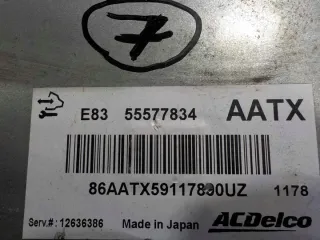 7
E83 55577834 AATX
86AATX59117890UZ 1178
Serv.#: 12636386 Made in Japan ACDelco